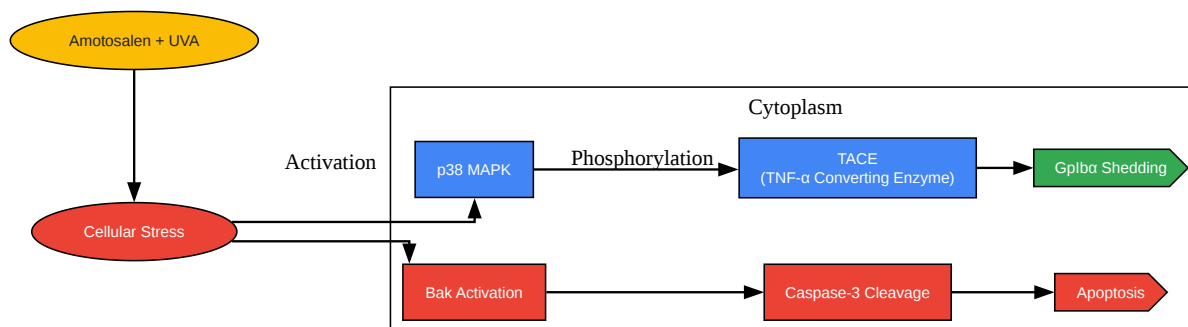 Amotosalen + UVA
Cytoplasm
Activation
p38 MAPK
Phosphorylation
TACE
(TNF-α Converting Enzyme)
GpIbα Shedding
Cellular Stress
Bak Activation
Caspase-3 Cleavage
Apoptosis